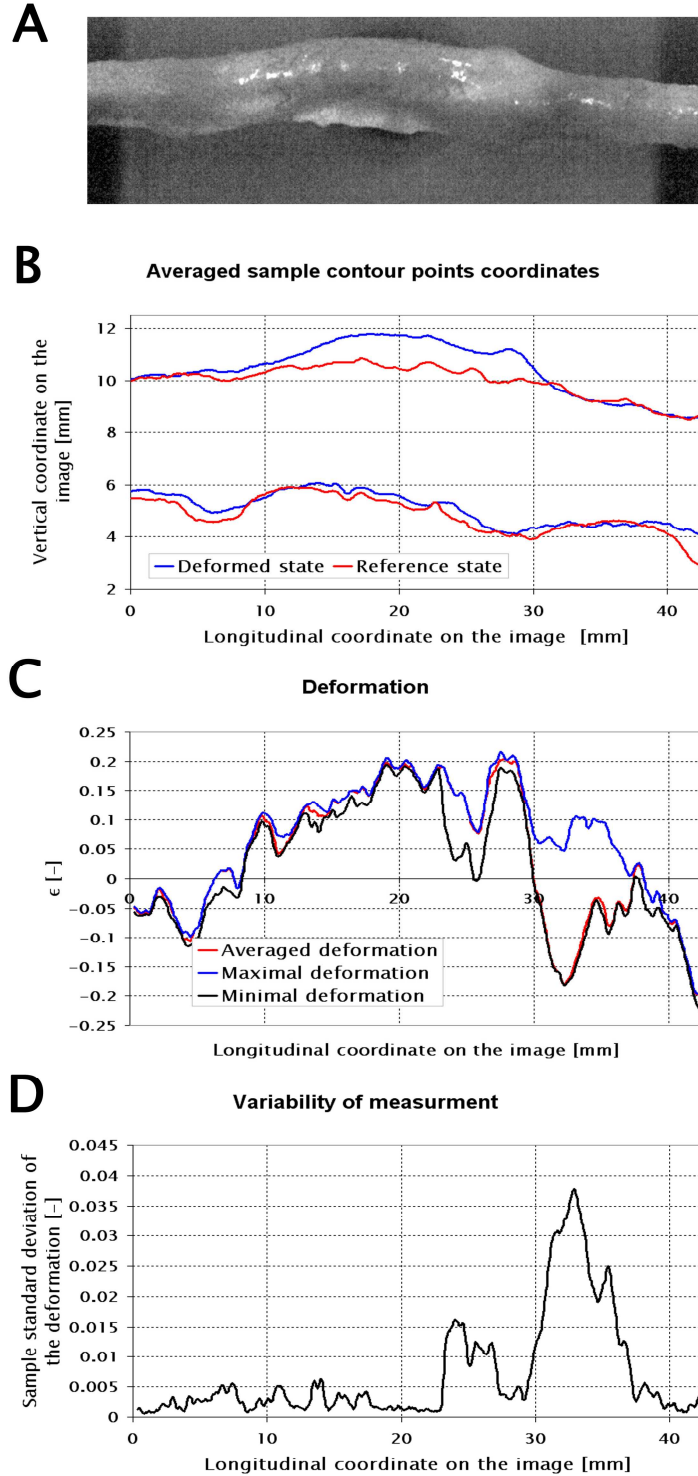 A
B
Averaged sample contour points coordinates
12
10
8
6
4
2
Vertical coordinate on the
image [mm]
Deformed state
Reference state
0
10
20
30
40
Longitudinal coordinate on the image [mm]
C
Deformation
0.25
0.2
0.15
0.1
0.05
0
−0.05
−0.1
−0.15
−0.2
−0.25
ϵ [−]
0
10
20
30
40
Averaged deformation
Maximal deformation
Minimal deformation
Longitudinal coordinate on the image [mm]
D
Variability of measurment
0.045
0.04
0.035
0.03
0.025
0.02
0.015
0.01
0.005
0
Sample standard deviation of
the deformation [−]
0
10
20
30
40
Longitudinal coordinate on the image [mm]